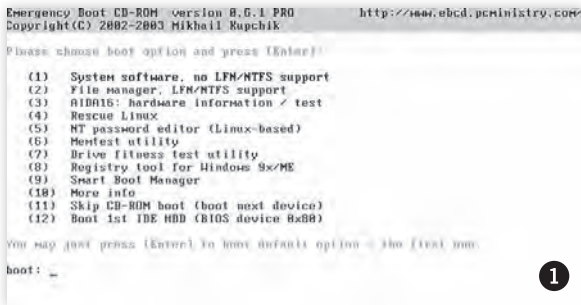 Emergency Boot CD-ROM version 0.6.1 PRO http://www.ebcd.pcministry.com/
Copyright(C) 2002-2003 Mikhail Kupchik
Please choose boot option and press [Enter]:
(1) System software, no LFN/NTFS support
(2) File manager, LFN/NTFS support
(3) AIDA16: hardware information / test
(4) Rescue Linux
(5) NT password editor (Linux-based)
(6) Memtest utility
(7) Drive fitness test utility
(8) Registry tool for Windows 9x/ME
(9) Smart Boot Manager
(10) More info
(11) Skip CD-ROM boot (boot next device)
(12) Boot 1st IDE HDD (BIOS device 0x80)
You may just press [Enter] to boot default option - the first one.
boot: _
1